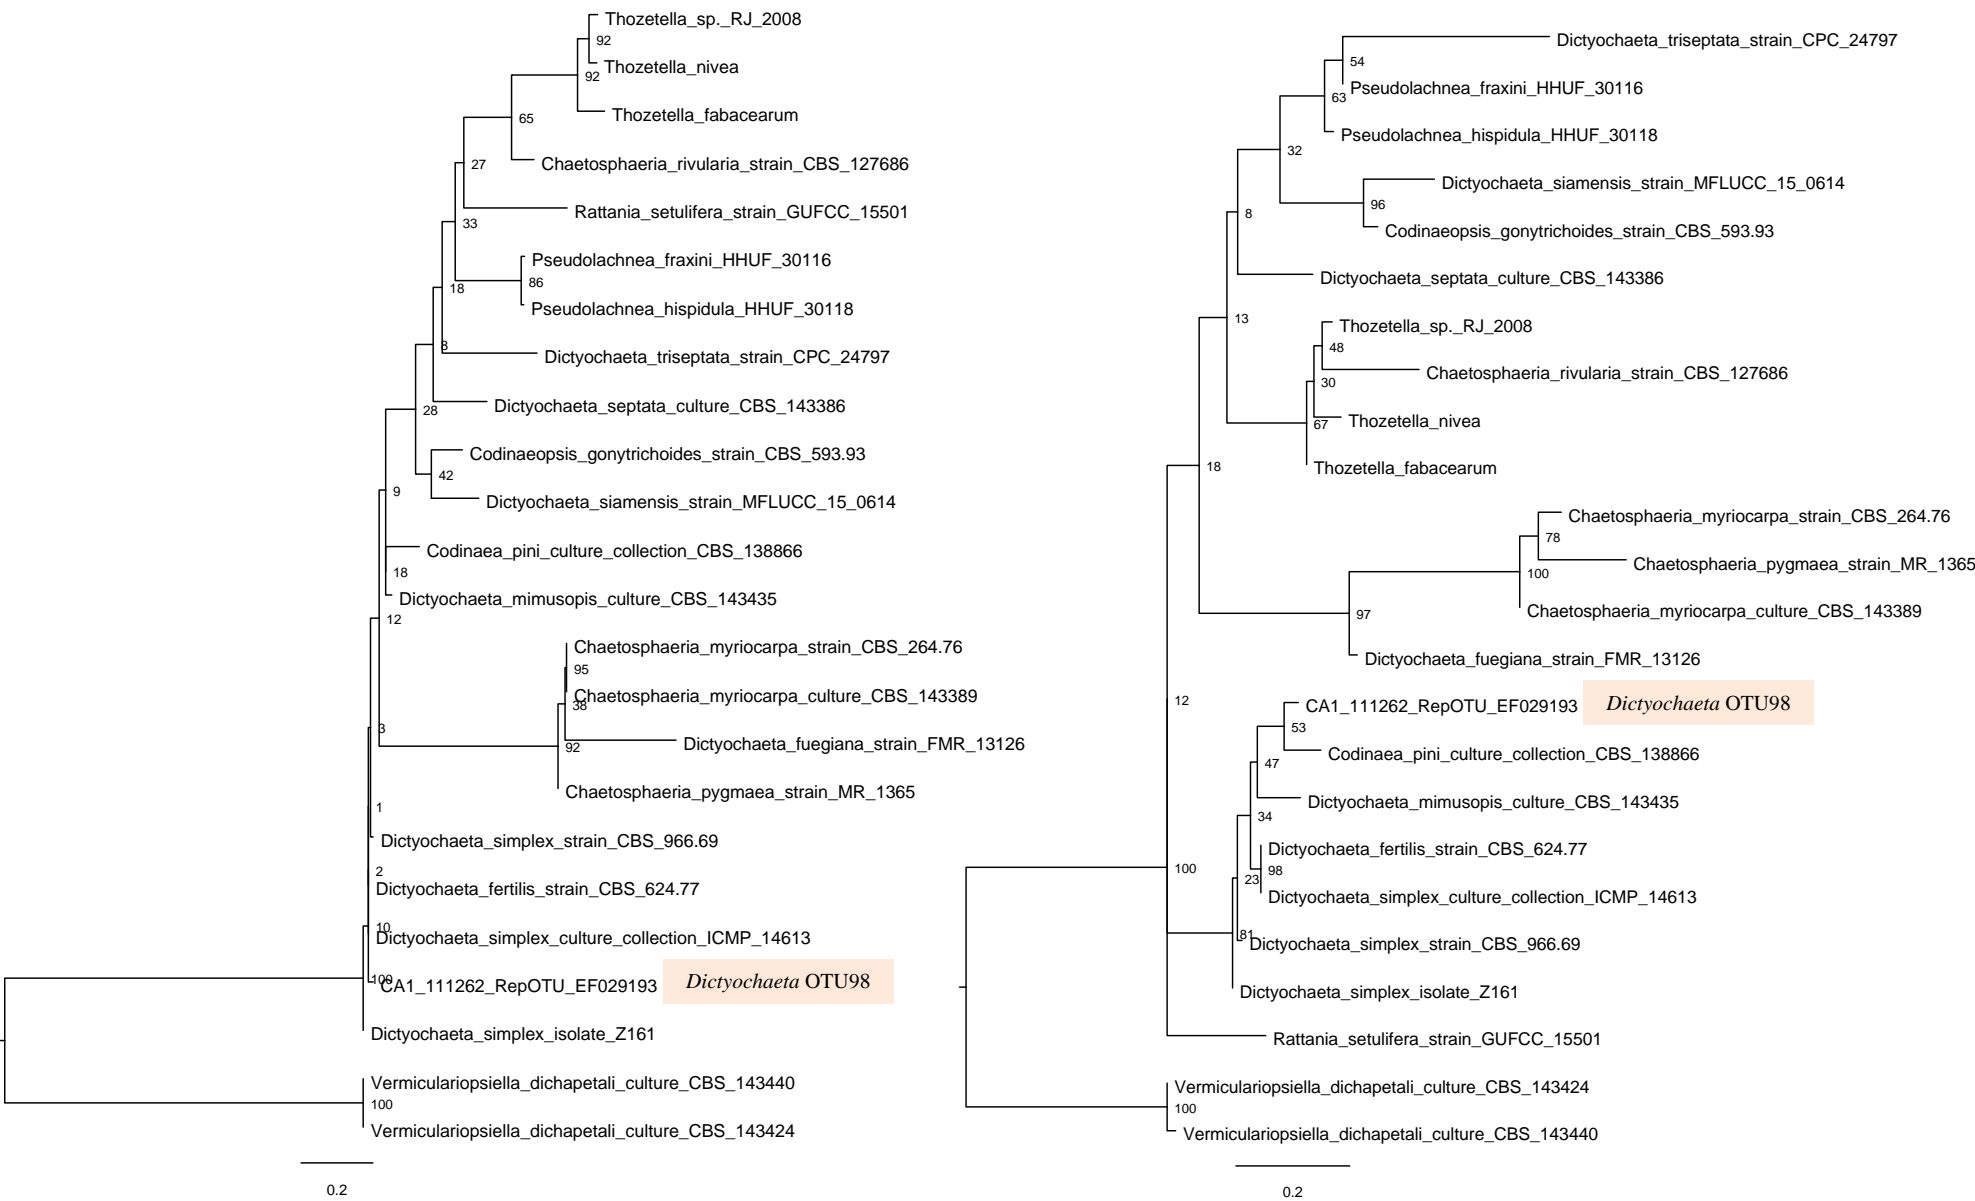 Thozetella_sp._RJ_2008
92
Thozetella_nivea
92
Thozetella_fabacearum
65
Chaetosphaeria_rivularia_strain_CBS_127686
27
Rattania_setulifera_strain_GUFCC_15501
33
Pseudolachnea_fraxini_HHUF_30116
86
18
Pseudolachnea_hispidula_HHUF_30118
8
Dictyochaeta_triseptata_strain_CPC_24797
Dictyochaeta_septata_culture_CBS_143386
28
Codinaeopsis_gonytrichoides_strain_CBS_593.93
42
9
Dictyochaeta_siamensis_strain_MFLUCC_15_0614
Codinaea_pini_culture_collection_CBS_138866
18
Dictyochaeta_mimusopis_culture_CBS_143435
12
Chaetosphaeria_myriocarpa_strain_CBS_264.76
95
Chaetosphaeria_myriocarpa_culture_CBS_143389
38
3
Dictyochaeta_fuegiana_strain_FMR_13126
92
Chaetosphaeria_pygmaea_strain_MR_1365
1
Dictyochaeta_simplex_strain_CBS_966.69
2
Dictyochaeta_fertilis_strain_CBS_624.77
10
Dictyochaeta_simplex_culture_collection_ICMP_14613
100
CA1_111262_RepOTU_EF029193 Dictyochaeta OTU98
Dictyochaeta_simplex_isolate_Z161
Vermiculariopsiella_dichapetali_culture_CBS_143440
100
Vermiculariopsiella_dichapetali_culture_CBS_143424
0.2
Dictyochaeta_triseptata_strain_CPC_24797
54
Pseudolachnea_fraxini_HHUF_30116
63
Pseudolachnea_hispidula_HHUF_30118
32
Dictyochaeta_siamensis_strain_MFLUCC_15_0614
96
8
Codinaeopsis_gonytrichoides_strain_CBS_593.93
Dictyochaeta_septata_culture_CBS_143386
13
Thozetella_sp._RJ_2008
48
Chaetosphaeria_rivularia_strain_CBS_127686
30
Thozetella_nivea
67
Thozetella_fabacearum
18
Chaetosphaeria_myriocarpa_strain_CBS_264.76
78
Chaetosphaeria_pygmaea_strain_MR_1365
100
Chaetosphaeria_myriocarpa_culture_CBS_143389
97
Dictyochaeta_fuegiana_strain_FMR_13126
12
CA1_111262_RepOTU_EF029193 Dictyochaeta OTU98
53
Codinaea_pini_culture_collection_CBS_138866
47
Dictyochaeta_mimusopis_culture_CBS_143435
34
Dictyochaeta_fertilis_strain_CBS_624.77
100
98
23
Dictyochaeta_simplex_culture_collection_ICMP_14613
81
Dictyochaeta_simplex_strain_CBS_966.69
Dictyochaeta_simplex_isolate_Z161
Rattania_setulifera_strain_GUFCC_15501
Vermiculariopsiella_dichapetali_culture_CBS_143424
100
Vermiculariopsiella_dichapetali_culture_CBS_143440
0.2